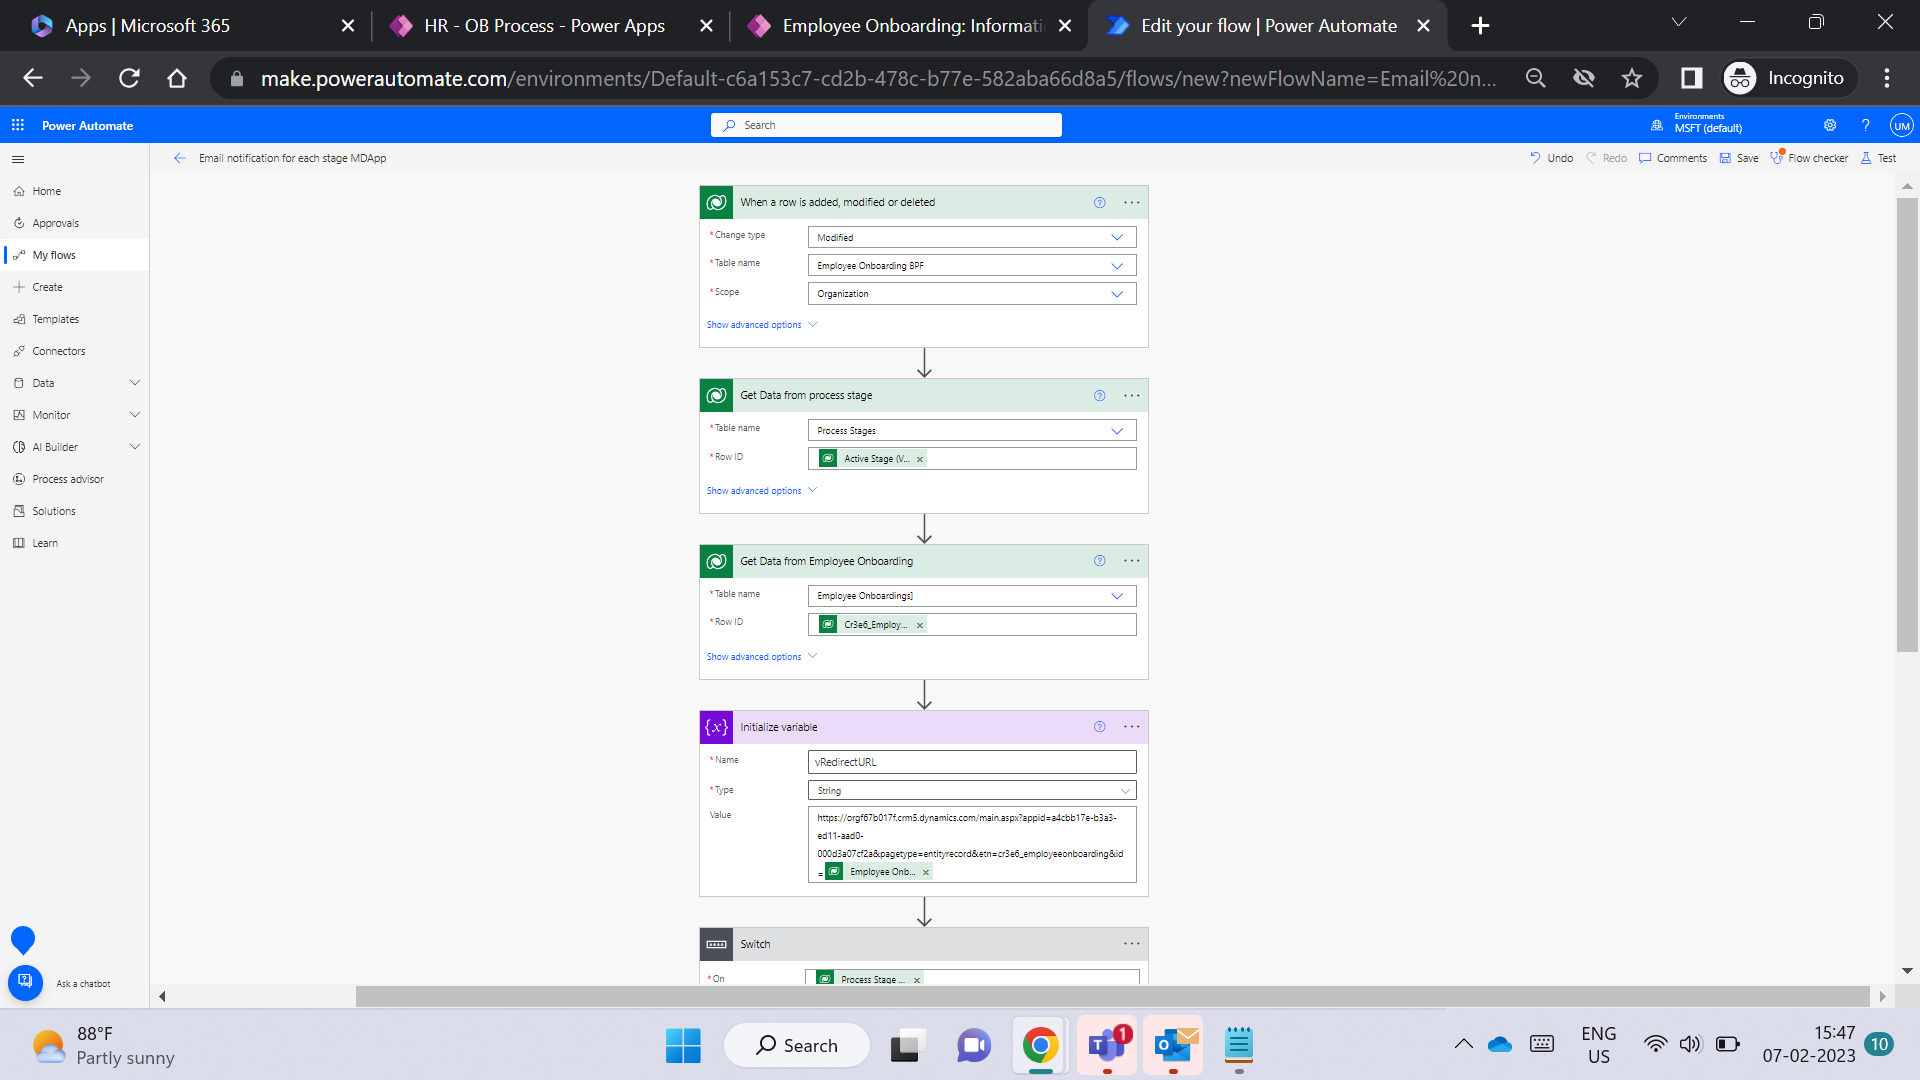 Apps | Microsoft 365
HR - OB Process - Power Apps
Employee Onboarding: Informati
Edit your flow | Power Automate
make.powerautomate.com/environments/Default-c6a153c7-cd2b-478c-b77e-582aba66d8a5/flows/new?newFlowName=Email%20n...
Incognito
Power Automate
Search
Environments
MSFT (default)
UM
Email notification for each stage MDApp
Undo
Redo
Comments
Save
Flow checker
Test
Home
Approvals
My flows
Create
Templates
Connectors
Data
Monitor
AI Builder
Process advisor
Solutions
Learn
Ask a chatbot
When a row is added, modified or deleted
* Change type
Modified
* Table name
Employee Onboarding BPF
* Scope
Organization
Show advanced options
Get Data from process stage
* Table name
Process Stages
* Row ID
Active Stage (V... ×
Show advanced options
Get Data from Employee Onboarding
* Table name
Employee Onboardings]
* Row ID
Cr3e6_Employ... ×
Show advanced options
{x} Initialize variable
* Name
vRedirectURL
* Type
String
Value
https://orgf67b017f.crm5.dynamics.com/main.aspx?appid=a4cbb17e-b3a3-
ed11-aad0-
000d3a07cf2a&pagetype=entityrecord&etn=cr3e6_employeeonboarding&id
= Employee Onb... ×
Switch
* On
Process Stage ... ×
88°F
Partly sunny
Search
1
ENG
US
15:47
07-02-2023
10